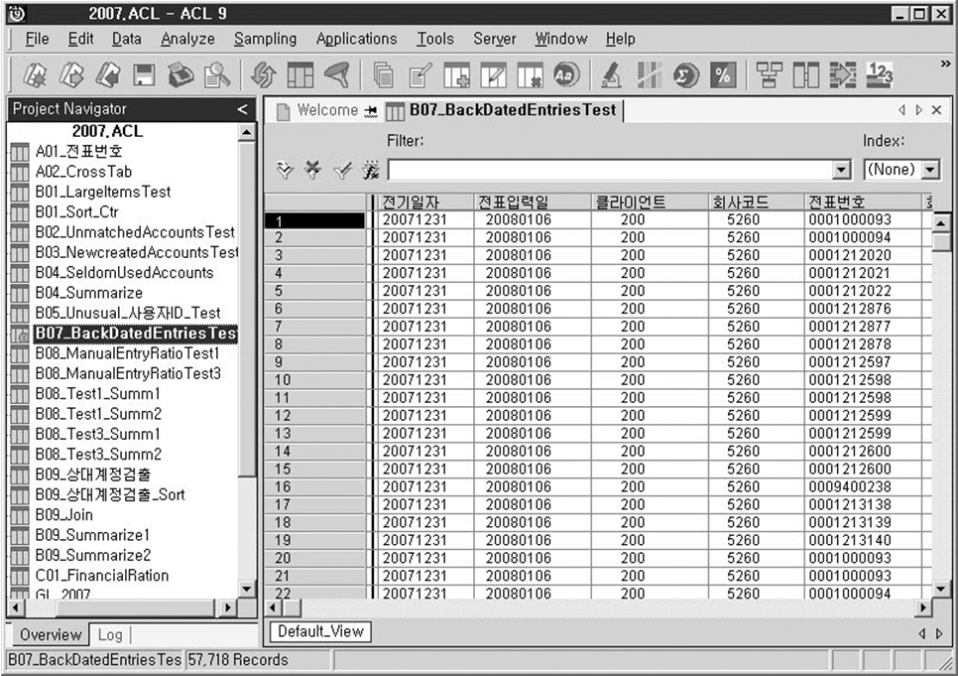 2007.ACL - ACL 9
File Edit Data Analyze Sampling Applications Tools Server Window Help
Project Navigator <
2007.ACL
A01_전표번호
A02_CrossTab
B01_LargeItemsTest
B01_Sort_Ctr
B02_UnmatchedAccountsTest
B03_NewcreatedAccountsTest
B04_SeldomUsedAccounts
B04_Summarize
B05_Unusual_사용자ID_Test
B07_BackDatedEntriesTes
B08_ManualEntryRatioTest1
B08_ManualEntryRatioTest3
B08_Test1_Summ1
B08_Test1_Summ2
B08_Test3_Summ1
B08_Test3_Summ2
B09_상대계정검출
B09_상대계정검출_Sort
B09_Join
B09_Summarize1
B09_Summarize2
C01_FinancialRation
GL_2007
Overview Log
Welcome B07_BackDatedEntriesTest
Filter: Index:
(None)
전기일자 전표입력일 클라이언트 회사코드 전표번호
1 20071231 20080106 200 5260 0001000093
2 20071231 20080106 200 5260 0001000094
3 20071231 20080106 200 5260 0001212020
4 20071231 20080106 200 5260 0001212021
5 20071231 20080106 200 5260 0001212022
6 20071231 20080106 200 5260 0001212876
7 20071231 20080106 200 5260 0001212877
8 20071231 20080106 200 5260 0001212878
9 20071231 20080106 200 5260 0001212597
10 20071231 20080106 200 5260 0001212598
11 20071231 20080106 200 5260 0001212598
12 20071231 20080106 200 5260 0001212599
13 20071231 20080106 200 5260 0001212599
14 20071231 20080106 200 5260 0001212600
15 20071231 20080106 200 5260 0001212600
16 20071231 20080106 200 5260 0009400238
17 20071231 20080106 200 5260 0001213138
18 20071231 20080106 200 5260 0001213139
19 20071231 20080106 200 5260 0001213140
20 20071231 20080106 200 5260 0001000093
21 20071231 20080106 200 5260 0001000093
22 20071231 20080106 200 5260 0001000094
Default_View
B07_BackDatedEntriesTes 57,718 Records